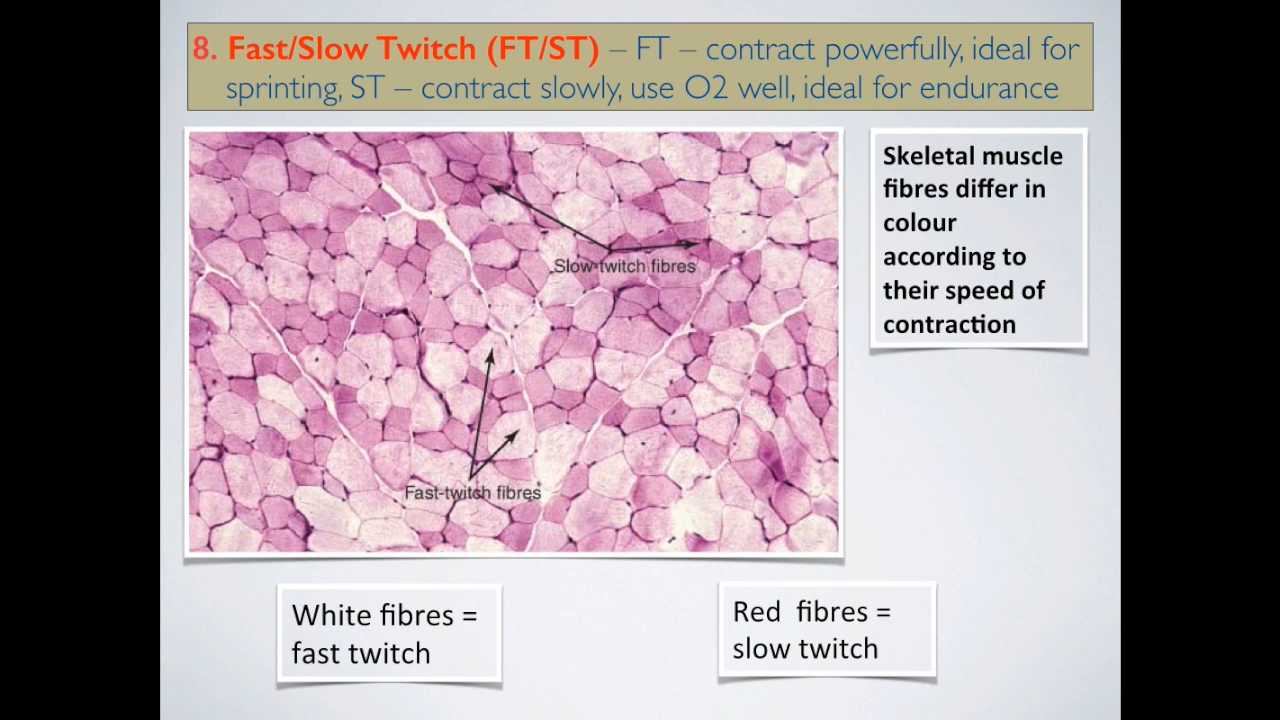 8. Fast/Slow Twitch (FT/ST) – FT – contract powerfully, ideal for
sprinting, ST – contract slowly, use O2 well, ideal for endurance
Slow-twitch fibres
Fast-twitch fibres
Skeletal muscle
fibres differ in
colour
according to
their speed of
contraction
White fibres =
fast twitch
Red fibres =
slow twitch